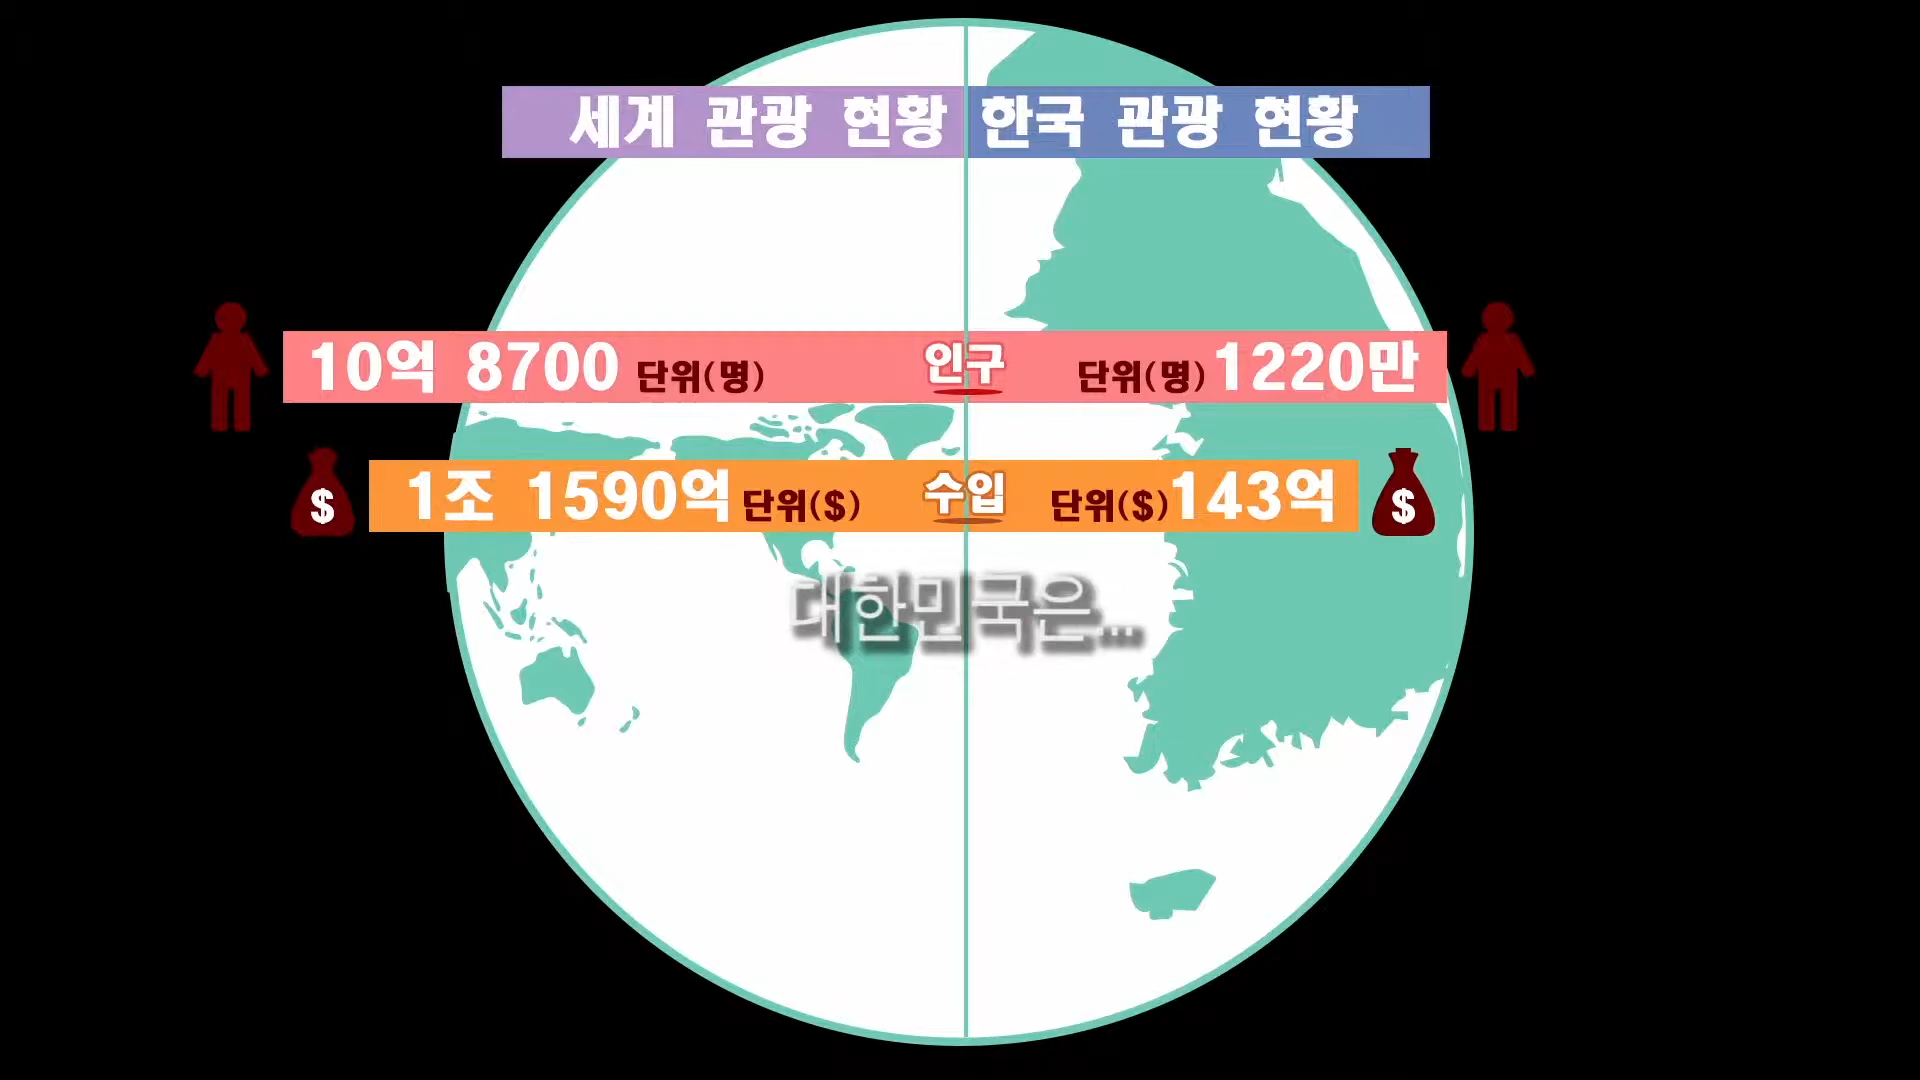 세계 관광 현황 한국 관광 현황
10억 8700 단위(명) 인구 단위(명) 1220만
$ 1조 1590억 단위($) 수입 단위($) 143억 $
대한민국은...